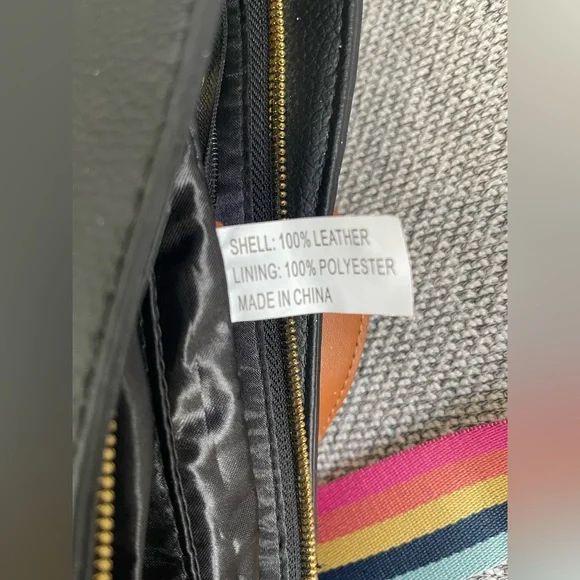 SHELL: 100% LEATHER
LINING: 100% POLYESTER
MADE IN CHINA